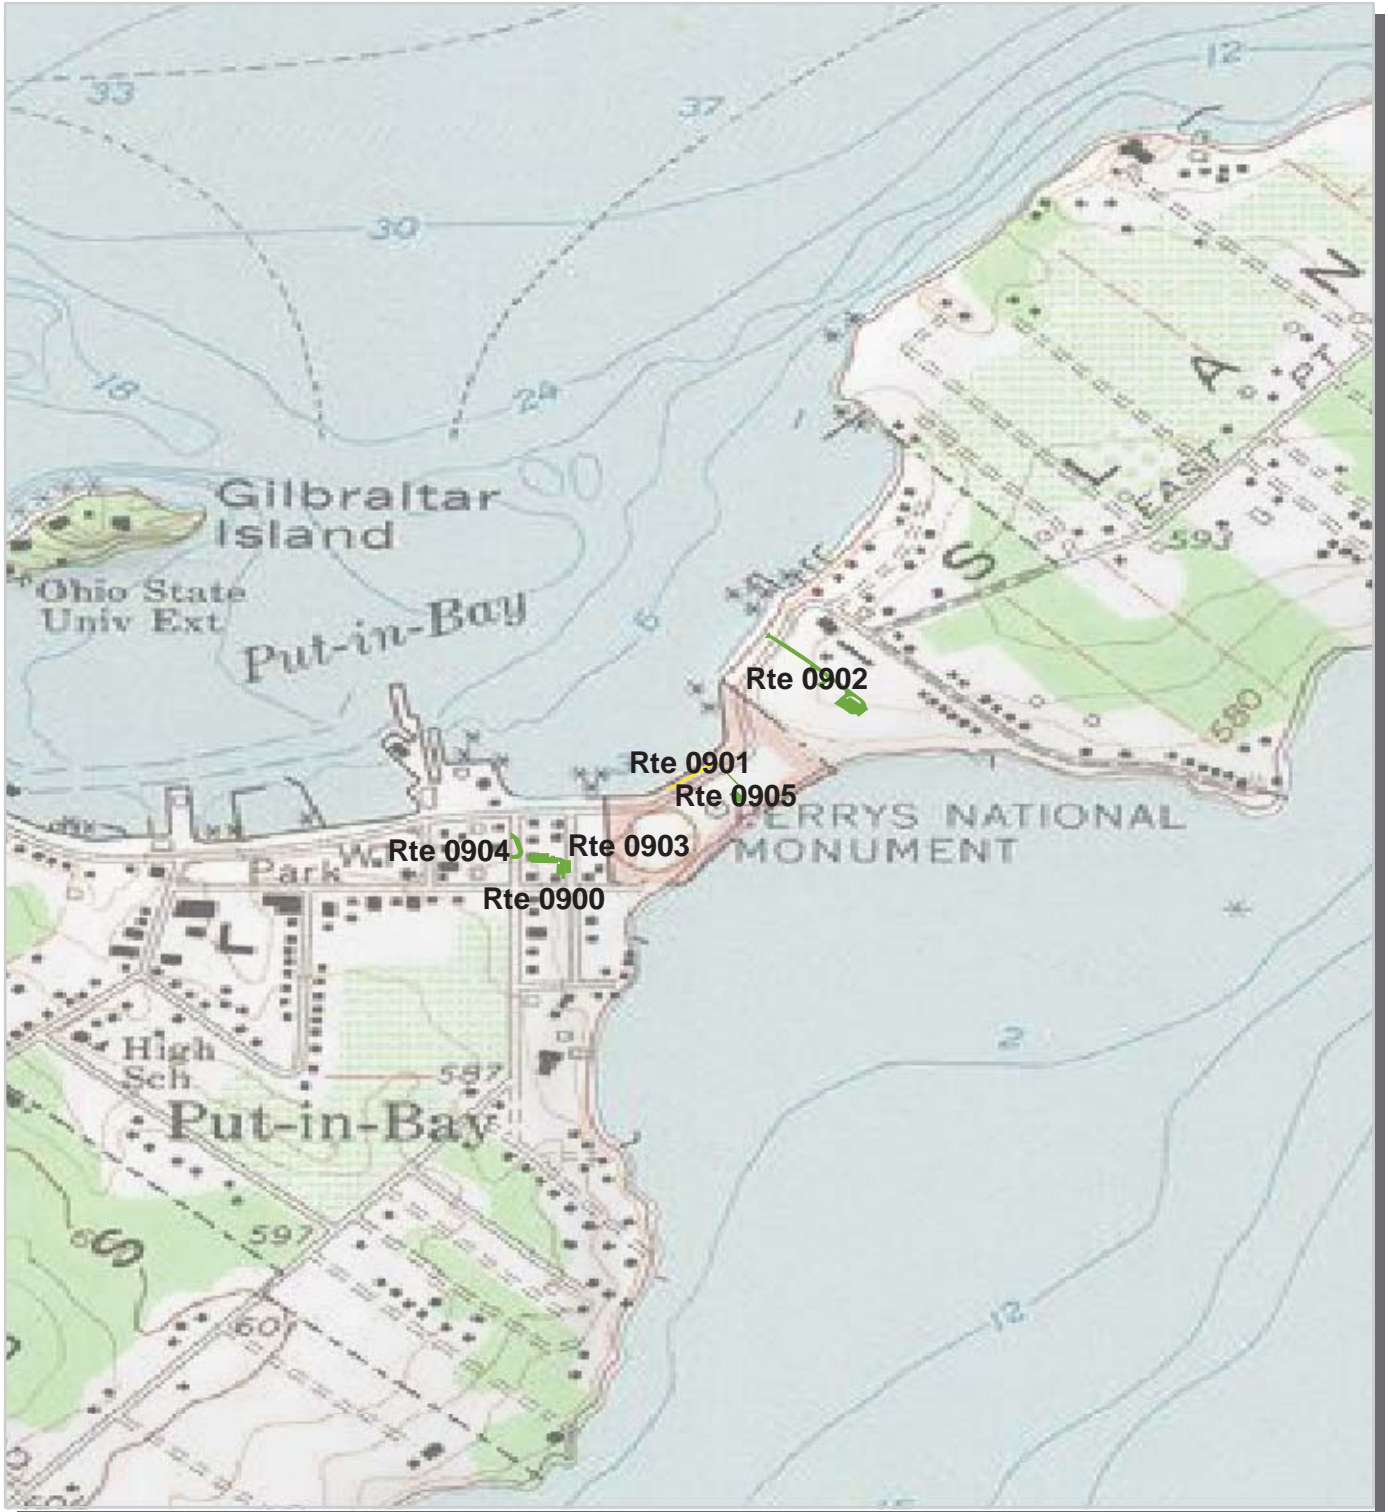 12
33
37
30
N
18
24
A
PT
L
EAST
Gilbraltar
Island
S
593
Ohio State
Univ Ext
Put-in-Bay
6
Rte 0902
580
Rte 0901
Rte 0905
PERRYS NATIONAL
MONUMENT
Rte 0904
Rte 0903
Park
Rte 0900
T
2
High
Sch
587
Put-in-Bay
597
S
601
12